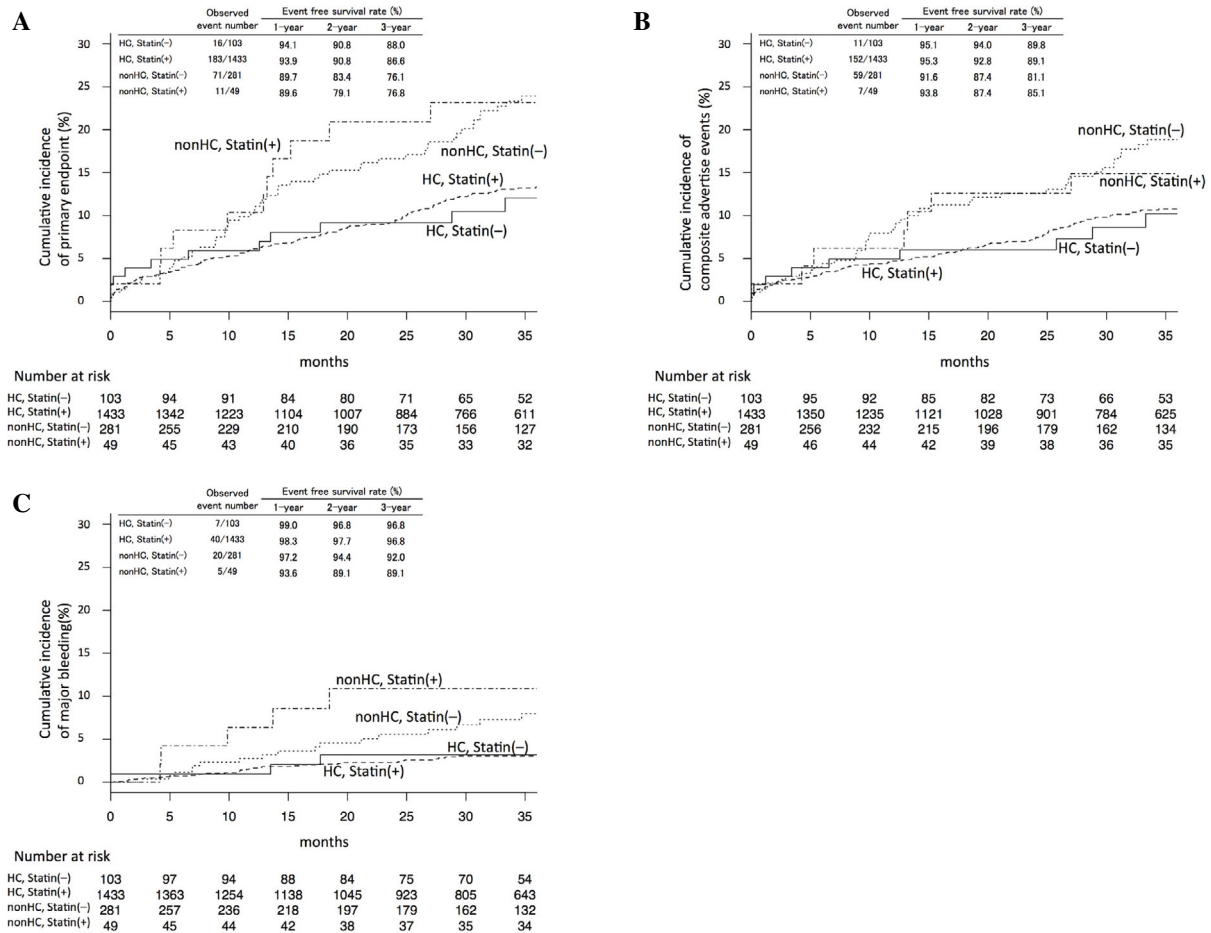 A
Observed event number
Event free survival rate (%)
1-year 2-year 3-year
HC, Statin(−) 16/103 94.1 90.8 88.0
HC, Statin(+) 183/1433 93.9 90.8 86.6
nonHC, Statin(−) 71/281 89.7 83.4 76.1
nonHC, Statin(+) 11/49 89.6 79.1 76.8
Cumulative incidence
of primary endpoint (%)
30
25
20
15
10
5
0
nonHC, Statin(+)
nonHC, Statin(−)
HC, Statin(+)
HC, Statin(−)
0 5 10 15 20 25 30 35
months
Number at risk
HC, Statin(−) 103 94 91 84 80 71 65 52
HC, Statin(+) 1433 1342 1223 1104 1007 884 766 611
nonHC, Statin(−) 281 255 229 210 190 173 156 127
nonHC, Statin(+) 49 45 43 40 36 35 33 32
B
Observed event number
Event free survival rate (%)
1-year 2-year 3-year
HC, Statin(−) 11/103 95.1 94.0 89.8
HC, Statin(+) 152/1433 95.3 92.8 89.1
nonHC, Statin(−) 59/281 91.6 87.4 81.1
nonHC, Statin(+) 7/49 93.8 87.4 85.1
Cumulative incidence of
composite advertise events (%)
30
25
20
15
10
5
0
nonHC, Statin(−)
nonHC, Statin(+)
HC, Statin(−)
HC, Statin(+)
0 5 10 15 20 25 30 35
months
Number at risk
HC, Statin(−) 103 95 92 85 82 73 66 53
HC, Statin(+) 1433 1350 1235 1121 1028 901 784 625
nonHC, Statin(−) 281 256 232 215 196 179 162 134
nonHC, Statin(+) 49 46 44 42 39 38 36 35
C
Observed event number
Event free survival rate (%)
1-year 2-year 3-year
HC, Statin(−) 7/103 99.0 96.8 96.8
HC, Statin(+) 40/1433 98.3 97.7 96.8
nonHC, Statin(−) 20/281 97.2 94.4 92.0
nonHC, Statin(+) 5/49 93.6 89.1 89.1
Cumulative incidence
of major bleeding(%)
30
25
20
15
10
5
0
nonHC, Statin(+)
nonHC, Statin(−)
HC, Statin(−)
HC, Statin(+)
0 5 10 15 20 25 30 35
months
Number at risk
HC, Statin(−) 103 97 94 88 84 75 70 54
HC, Statin(+) 1433 1363 1254 1138 1045 923 805 643
nonHC, Statin(−) 281 257 236 218 197 179 162 132
nonHC, Statin(+) 49 45 44 42 38 37 35 34